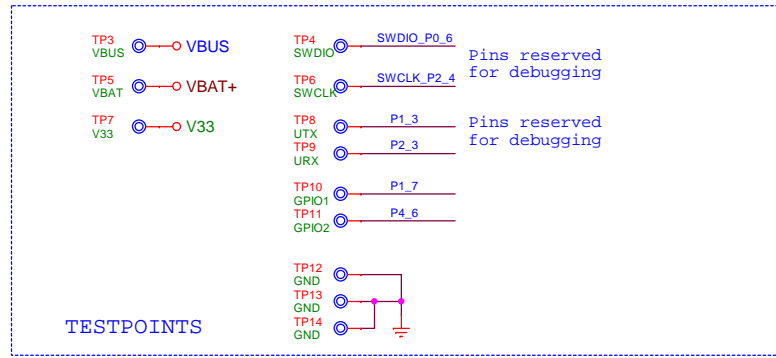 TP3
VBUS
VBUS
TP5
VBAT
VBAT+
TP7
V33
V33
TP4
SWDIO
SWDIO_P0_6
TP6
SWCLK
SWCLK_P2_4
Pins reserved
for debugging
TP8
UTX
P1_3
TP9
URX
P2_3
Pins reserved
for debugging
TP10
GPIO1
P1_7
TP11
GPIO2
P4_6
TP12
GND
TP13
GND
TP14
GND
TESTPOINTS